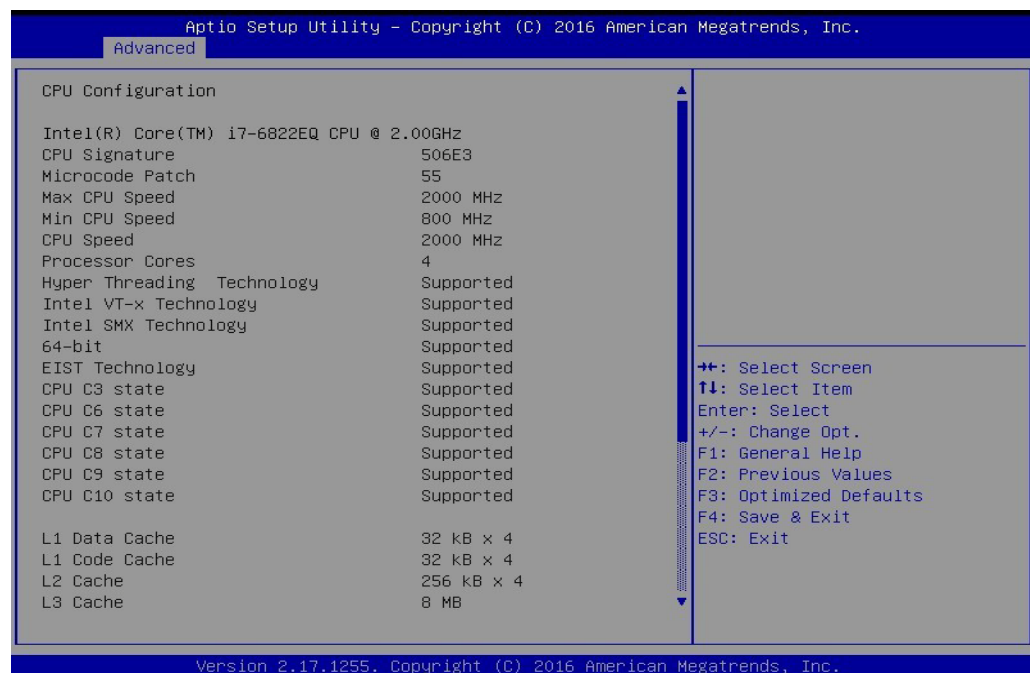 Aptio Setup Utility – Copyright (C) 2016 American Megatrends, Inc.
Advanced
CPU Configuration
Intel(R) Core(TM) i7-6822EQ CPU @ 2.00GHz
CPU Signature 506E3
Microcode Patch 55
Max CPU Speed 2000 MHz
Min CPU Speed 800 MHz
CPU Speed 2000 MHz
Processor Cores 4
Hyper Threading Technology Supported
Intel VT-x Technology Supported
Intel SMX Technology Supported
64-bit Supported
EIST Technology Supported
CPU C3 state Supported
CPU C6 state Supported
CPU C7 state Supported
CPU C8 state Supported
CPU C9 state Supported
CPU C10 state Supported
L1 Data Cache 32 kB x 4
L1 Code Cache 32 kB x 4
L2 Cache 256 kB x 4
L3 Cache 8 MB
→←: Select Screen
↑↓: Select Item
Enter: Select
+/-: Change Opt.
F1: General Help
F2: Previous Values
F3: Optimized Defaults
F4: Save & Exit
ESC: Exit
Version 2.17.1255. Copyright (C) 2016 American Megatrends, Inc.